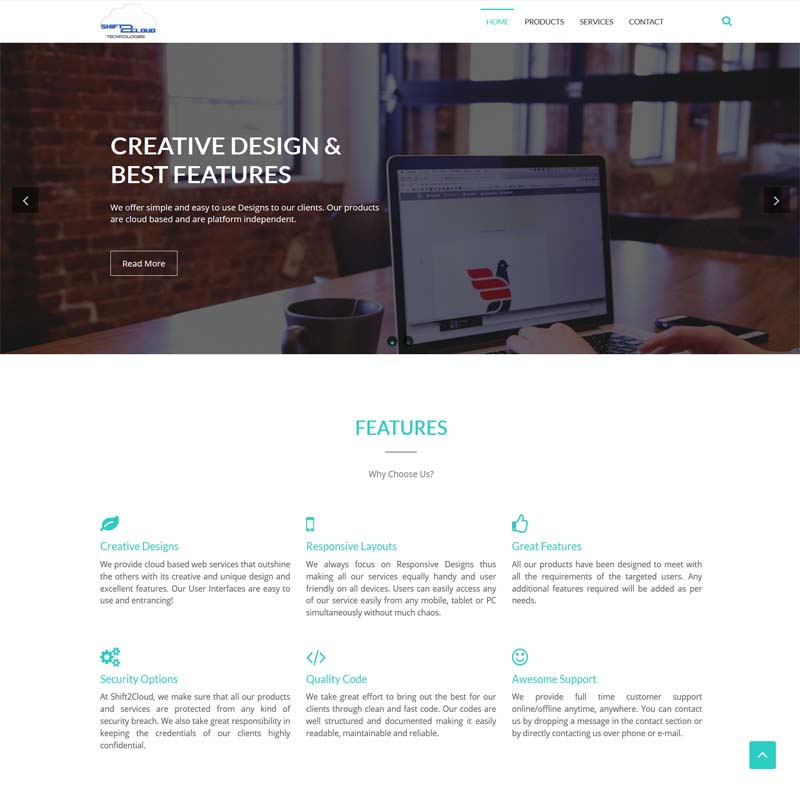 SHIFT2CLOUD
TECHNOLOGIES
HOME PRODUCTS SERVICES CONTACT
CREATIVE DESIGN &
BEST FEATURES
We offer simple and easy to use Designs to our clients. Our products
are cloud based and are platform independent.
Read More
FEATURES
Why Choose Us?
Creative Designs
We provide cloud based web services that outshine
the others with its creative and unique design and
excellent features. Our User Interfaces are easy to
use and entrancing!
Responsive Layouts
We always focus on Responsive Designs thus
making all our services equally handy and user
friendly on all devices. Users can easily access any
of our service easily from any mobile, tablet or PC
simultaneously without much chaos.
Great Features
All our products have been designed to meet with
all the requirements of the targeted users. Any
additional features required will be added as per
needs.
Security Options
At Shift2Cloud, we make sure that all our products
and services are protected from any kind of
security breach. We also take great responsibility in
keeping the credentials of our clients highly
confidential.
Quality Code
We take great effort to bring out the best for our
clients through clean and fast code. Our codes are
well structured and documented making it easily
readable, maintainable and reliable.
Awesome Support
We provide full time customer support
online/offline anytime, anywhere. You can contact
us by dropping a message in the contact section or
by directly contacting us over phone or e-mail.